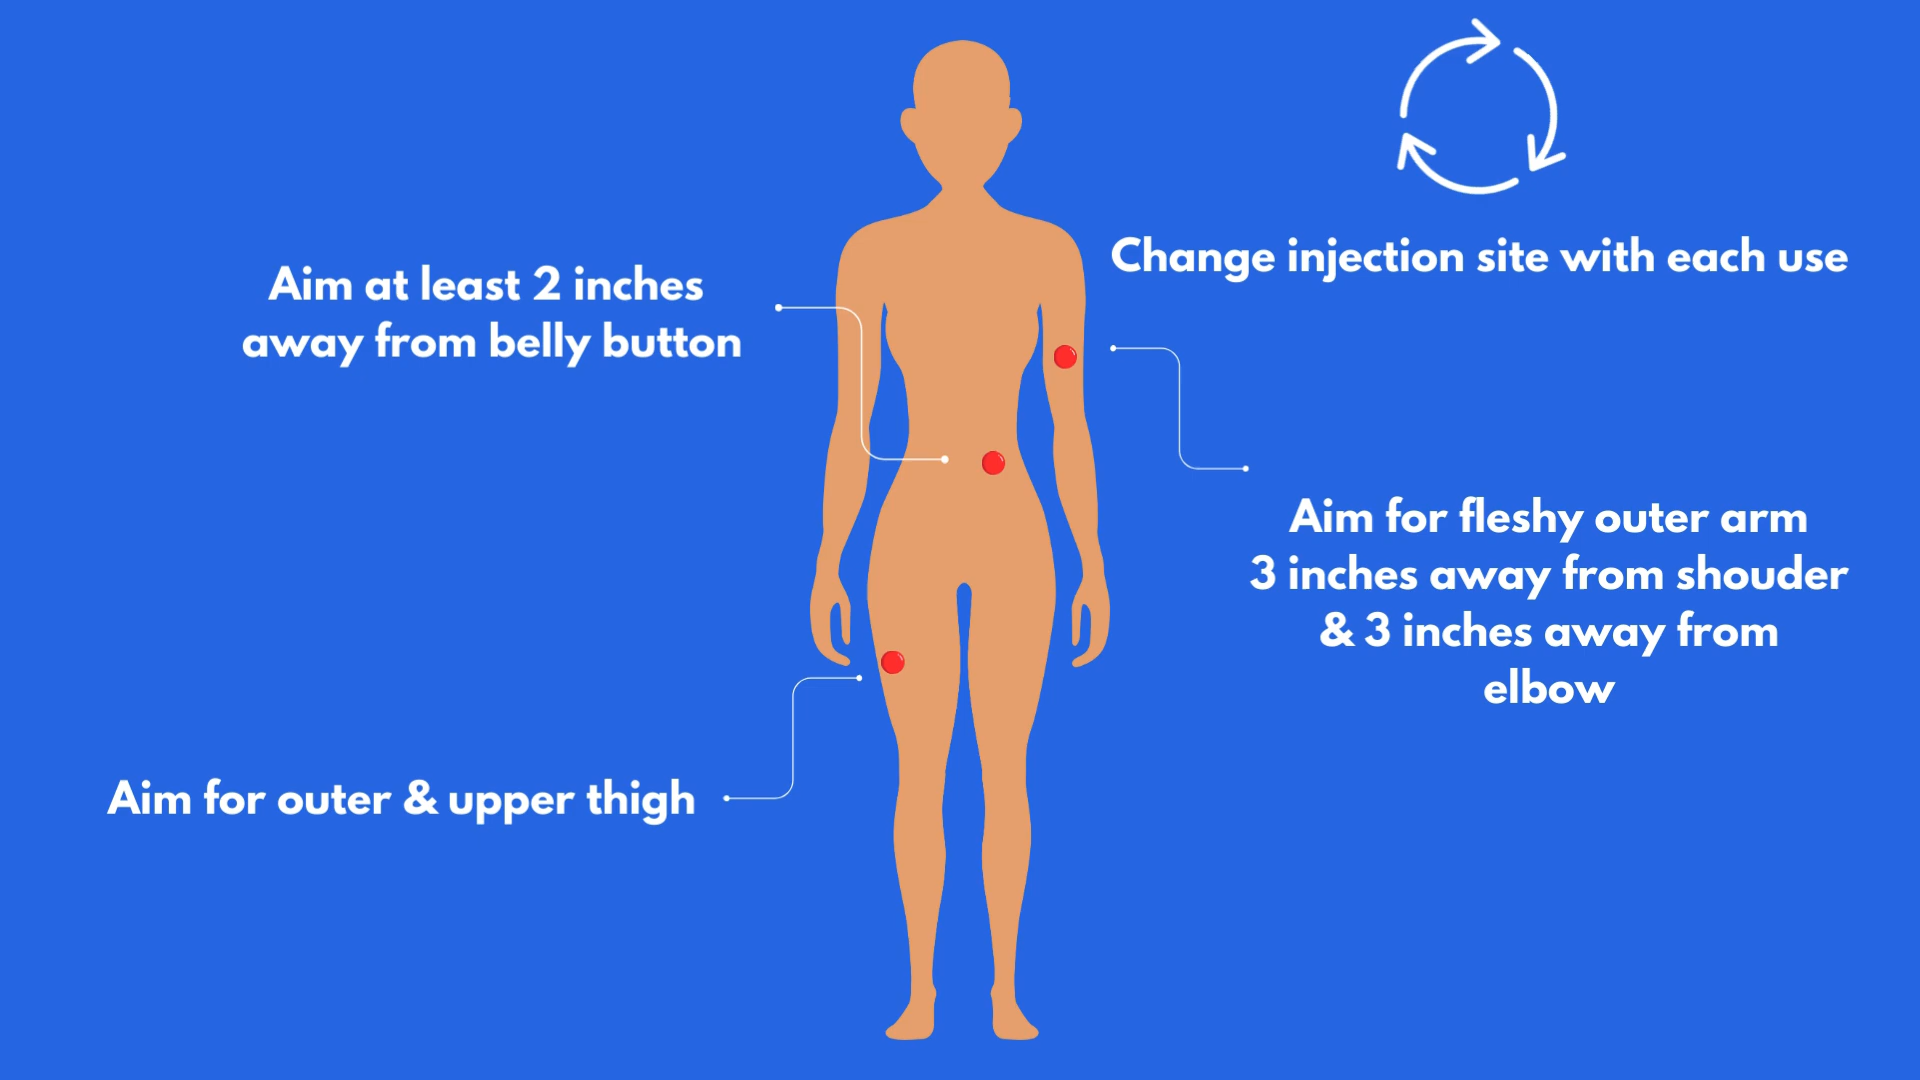 Change injection site with each use
Aim at least 2 inches
away from belly button
Aim for fleshy outer arm
3 inches away from shouder
& 3 inches away from
elbow
Aim for outer & upper thigh